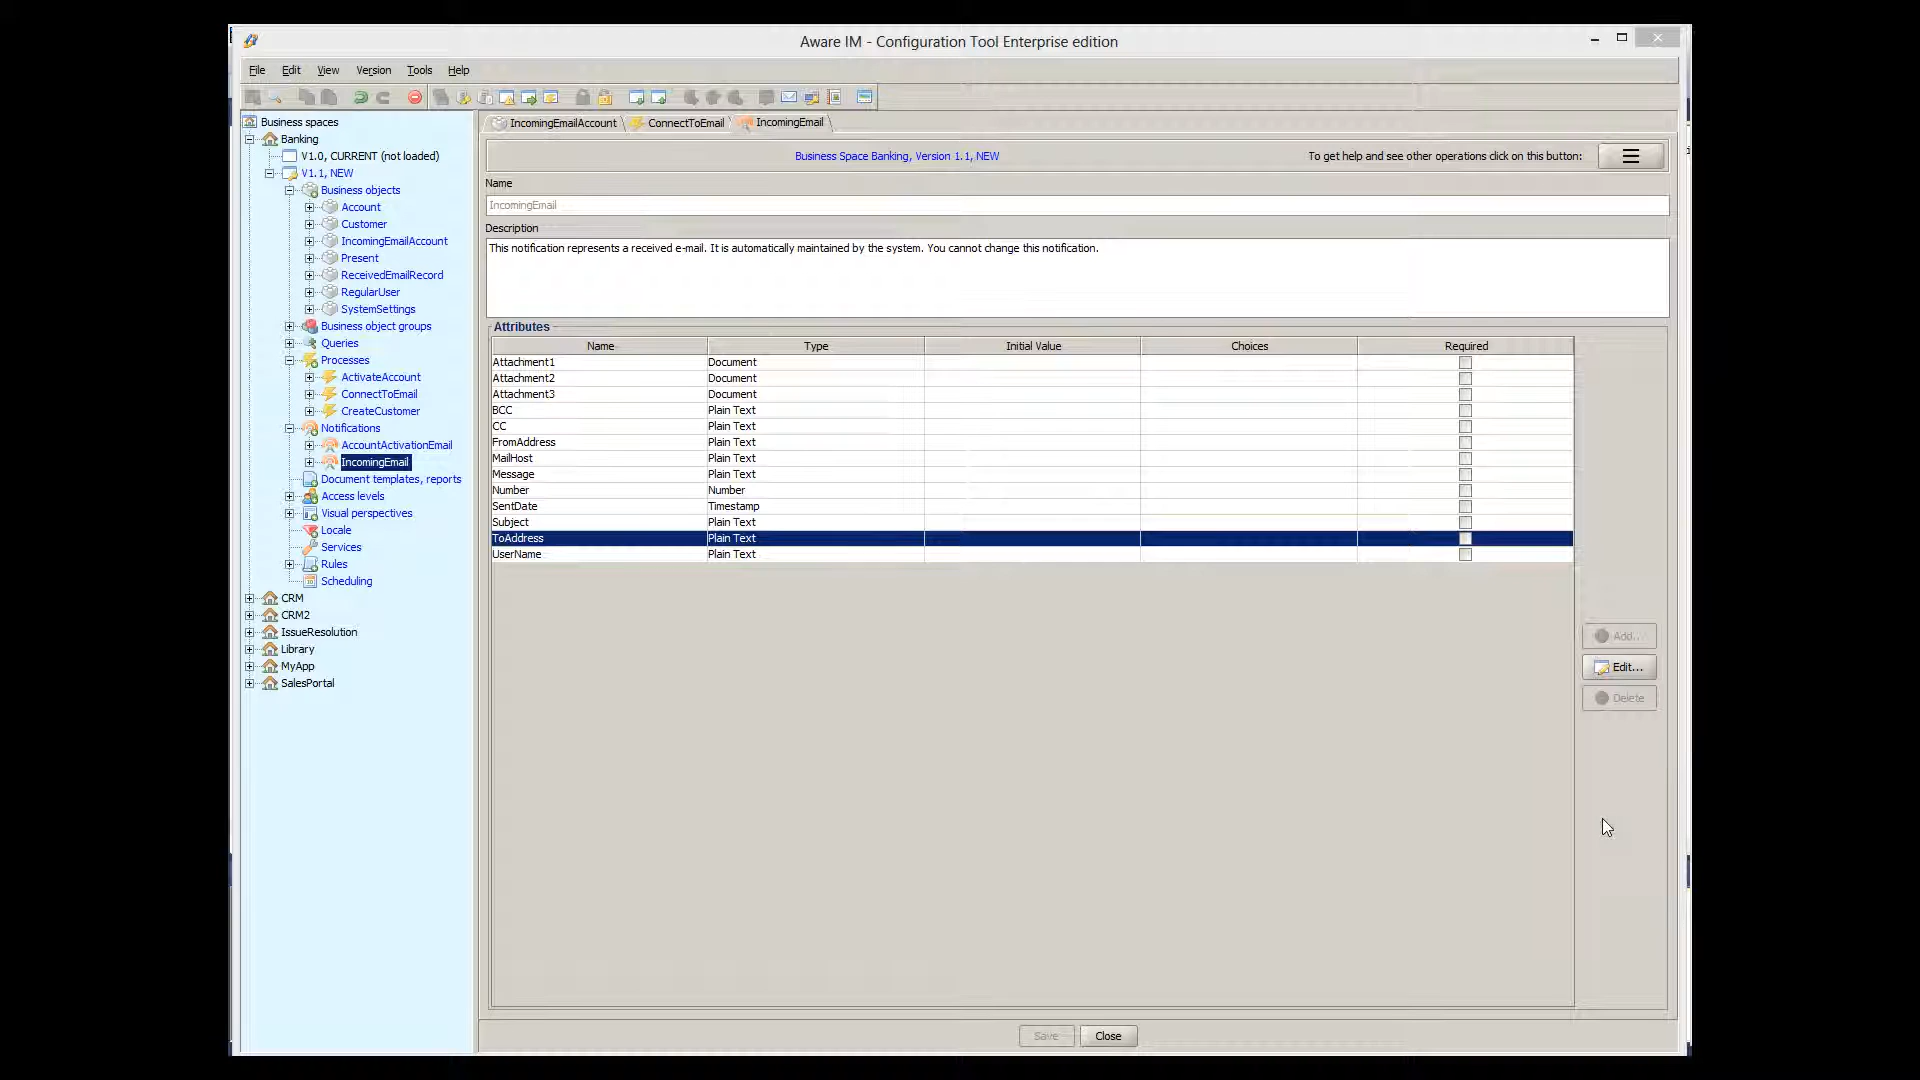 Aware IM - Configuration Tool Enterprise edition
File Edit View Version Tools Help
Business spaces
Banking
V1.0, CURRENT (not loaded)
V1.1, NEW
Business objects
Account
Customer
IncomingEmailAccount
Present
ReceivedEmailRecord
RegularUser
SystemSettings
Business object groups
Queries
Processes
ActivateAccount
ConnectToEmail
CreateCustomer
Notifications
AccountActivationEmail
IncomingEmail
Document templates, reports
Access levels
Visual perspectives
Locale
Services
Rules
Scheduling
CRM
CRM2
IssueResolution
Library
MyApp
SalesPortal
IncomingEmailAccount ConnectToEmail IncomingEmail
Business Space Banking, Version 1.1, NEW To get help and see other operations click on this button:
Name
IncomingEmail
Description
This notification represents a received e-mail. It is automatically maintained by the system. You cannot change this notification.
Attributes
Name Type Initial Value Choices Required
Attachment1 Document
Attachment2 Document
Attachment3 Document
BCC Plain Text
CC Plain Text
FromAddress Plain Text
MailHost Plain Text
Message Plain Text
Number Number
SentDate Timestamp
Subject Plain Text
ToAddress Plain Text
UserName Plain Text
Add...
Edit...
Delete
Save Close